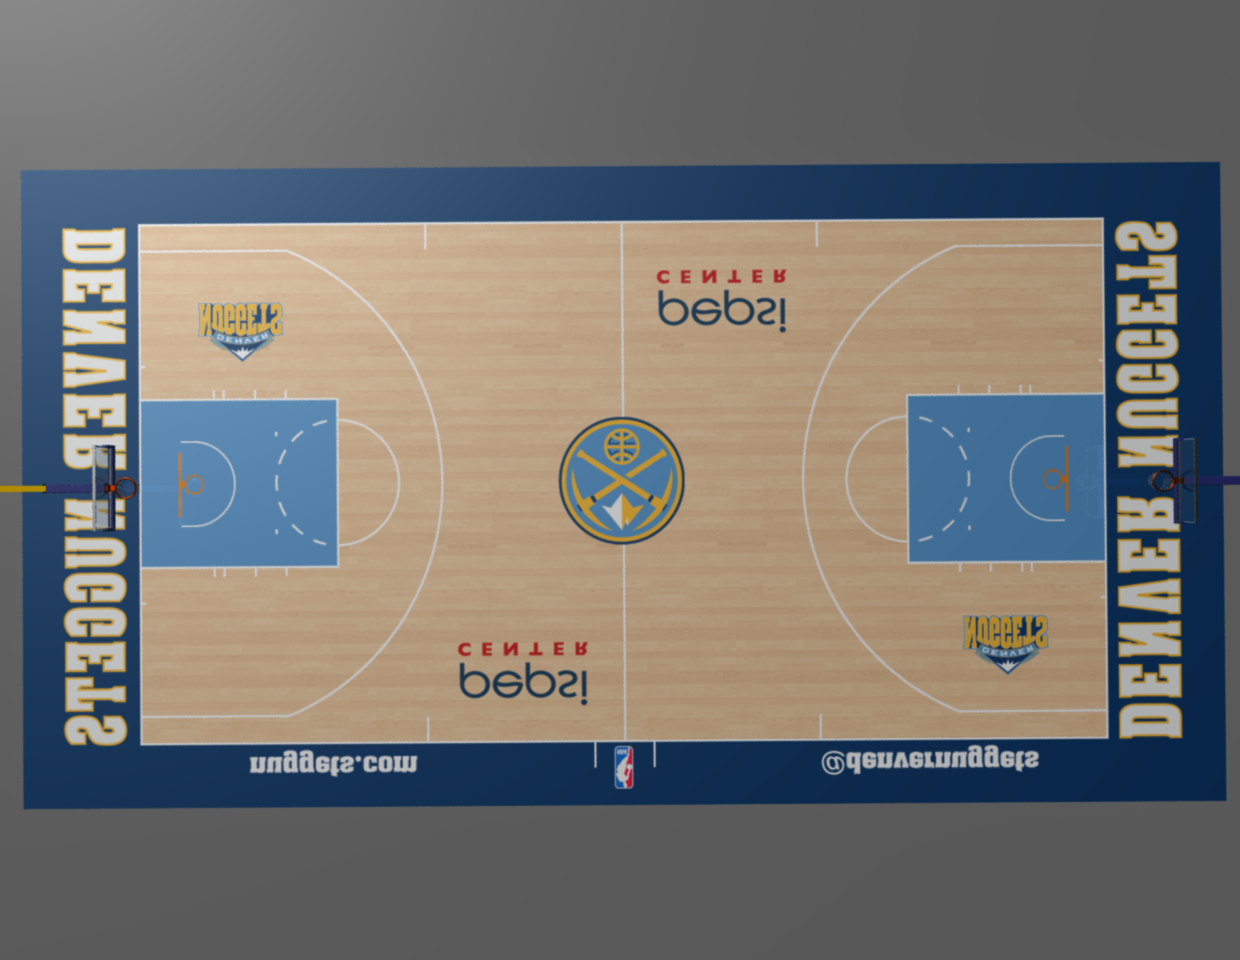 DENVER NUGGETS
NUGGETS
DENVER
CENTER
pepsi
DENVER NUGGETS
CENTER
pepsi
NUGGETS
DENVER
nuggets.com
@denvernuggets